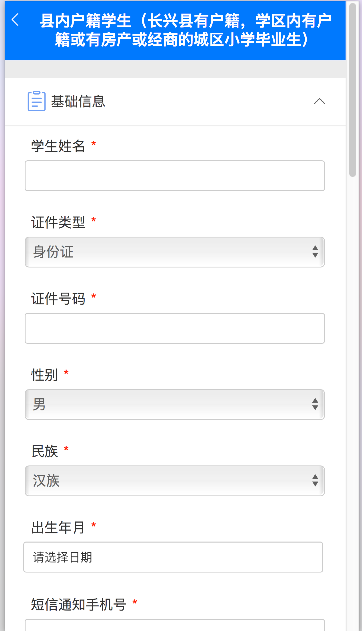 县内户籍学生（长兴县有户籍，学区内有户
籍或有房产或经商的城区小学毕业生）
基础信息
学生姓名 *
证件类型 *
身份证
证件号码 *
性别 *
男
民族 *
汉族
出生年月 *
请选择日期
短信通知手机号 *